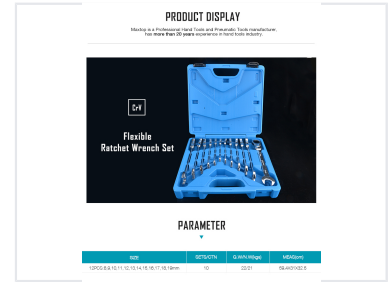 PRODUCT DISPLAY
Maxtop is a Professional Hand Tools and Pneumatic Tools manufacturer,
has more than 20 years experience in hand tools industry.
CrV
Flexible
Ratchet Wrench Set
PARAMETER
SIZE SETS/CTN G.W/N.W(kgs) MEAS(cm)
12PCS,8,9,10,11,12,13,14,15,16,17,18,19mm 10 22/21